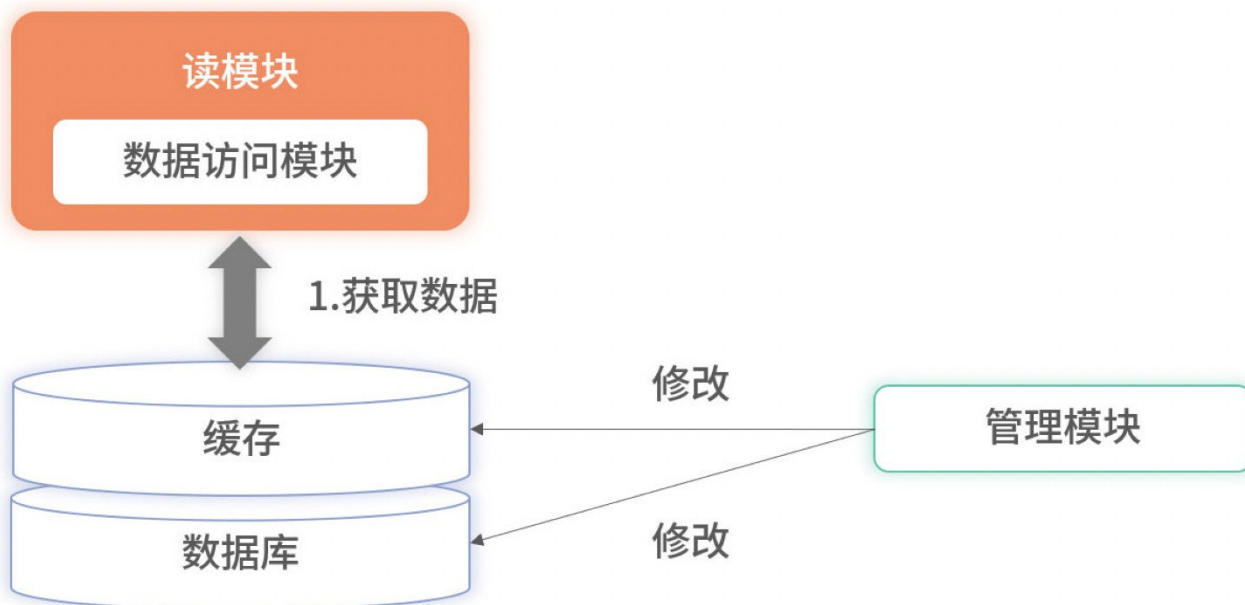 读模块
数据访问模块
1.获取数据
缓存
修改
管理模块
数据库
修改